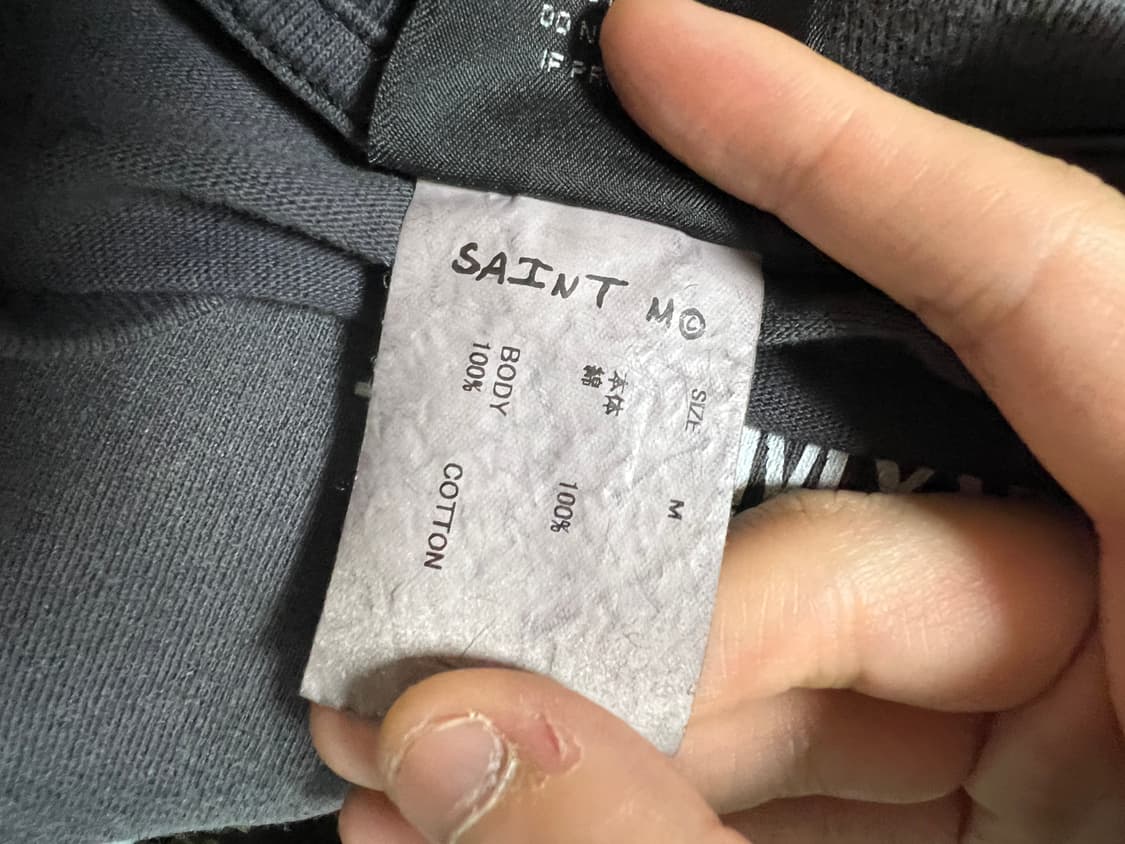 SAINT M©
SIZE M
本体
綿 100%
BODY
100% COTTON